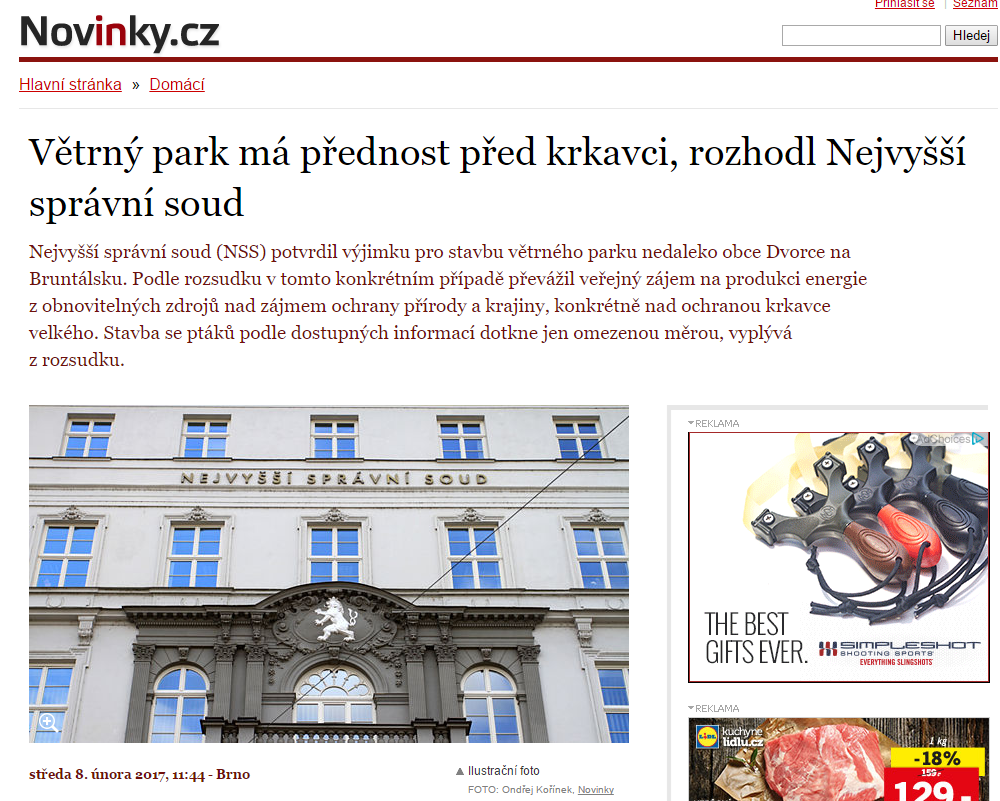 Přihlásit se
Seznam
Novinky.cz
Hledej
Hlavní stránka » Domácí
Větrný park má přednost před krkavci, rozhodl Nejvyšší
správní soud
Nejvyšší správní soud (NSS) potvrdil výjimku pro stavbu větrného parku nedaleko obce Dvorce na
Bruntálsku. Podle rozsudku v tomto konkrétním případě převážil veřejný zájem na produkci energie
z obnovitelných zdrojů nad zájmem ochrany přírody a krajiny, konkrétně nad ochranou krkavce
velkého. Stavba se ptáků podle dostupných informací dotkne jen omezenou měrou, vyplývá
z rozsudku.
NEJVYŠŠÍ SPRÁVNÍ SOUD
REKLAMA
AdChoices
THE BEST
GIFTS EVER.
SIMPLESHOT
SHOOTING SPORTS
EVERYTHING SLINGSHOTS
REKLAMA
LIDL
kuchyne
lidlu.cz
1 kg
-18%
159,-
129,-
středa 8. února 2017, 11:44 - Brno
Ilustrační foto
FOTO: Ondřej Kořínek, Novinky